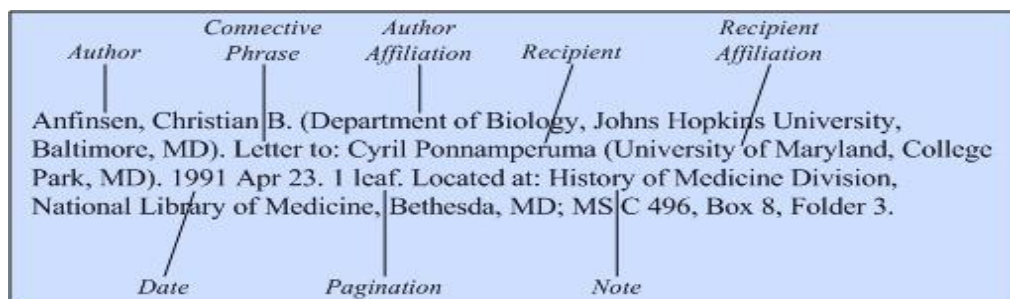 Connective Author Recipient
Author Phrase Affiliation Recipient Affiliation
Anfinsen, Christian B. (Department of Biology, Johns Hopkins University,
Baltimore, MD). Letter to: Cyril Ponnamperuma (University of Maryland, College
Park, MD). 1991 Apr 23. 1 leaf. Located at: History of Medicine Division,
National Library of Medicine, Bethesda, MD; MS C 496, Box 8, Folder 3.
Date Pagination Note